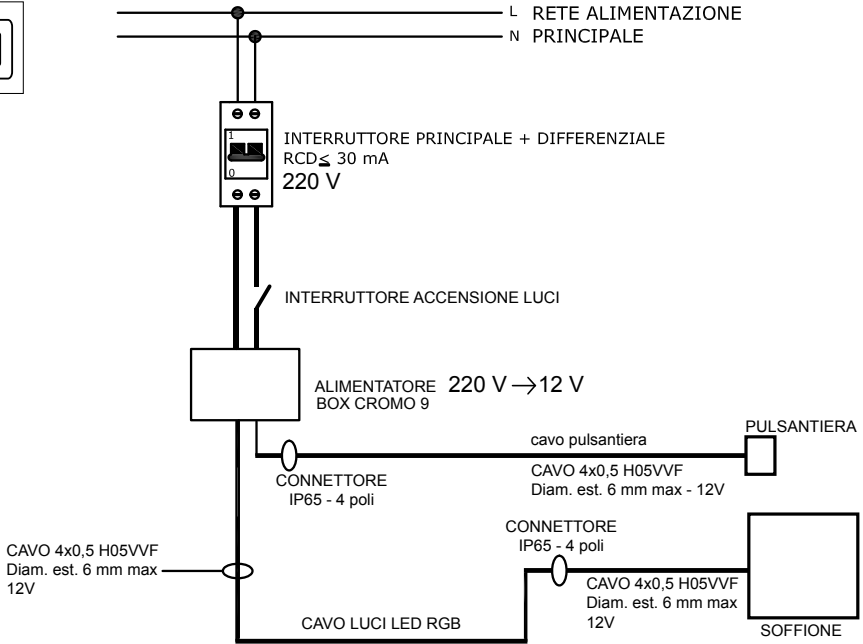 L RETE ALIMENTAZIONE
N PRINCIPALE
1
0
INTERRUTTORE PRINCIPALE + DIFFERENZIALE
RCD≤ 30 mA
220 V
INTERRUTTORE ACCENSIONE LUCI
ALIMENTATORE 220 V →12 V
BOX CROMO 9
PULSANTIERA
cavo pulsantiera
CAVO 4x0,5 H05VVF
Diam. est. 6 mm max - 12V
CONNETTORE
IP65 - 4 poli
CONNETTORE
IP65 - 4 poli
CAVO 4x0,5 H05VVF
Diam. est. 6 mm max
12V
CAVO 4x0,5 H05VVF
Diam. est. 6 mm max
12V
CAVO LUCI LED RGB
SOFFIONE